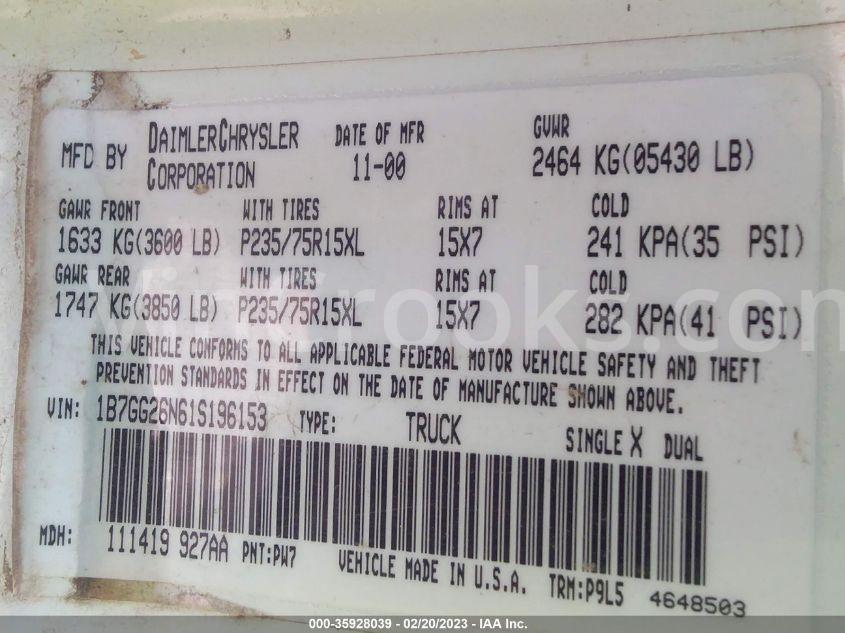 MFD BY DAIMLERCHRYSLER CORPORATION DATE OF MFR 11-00 GVWR 2464 KG(05430 LB)
GAWR FRONT WITH TIRES RIMS AT COLD
1633 KG(3600 LB) P235/75R15XL 15X7 241 KPA(35 PSI)
GAWR REAR WITH TIRES RIMS AT COLD
1747 KG(3850 LB) P235/75R15XL 15X7 282 KPA(41 PSI)
THIS VEHICLE CONFORMS TO ALL APPLICABLE FEDERAL MOTOR VEHICLE SAFETY AND THEFT
PREVENTION STANDARDS IN EFFECT ON THE DATE OF MANUFACTURE SHOWN ABOVE.
VIN: 1B7GG26N61S196153 TYPE: TRUCK SINGLE X DUAL
MDH: 111419 927AA PNT:PW7 VEHICLE MADE IN U.S.A. TRM:P9L5 4648503
VinCrooks.com
000-35928039 - 02/20/2023 - IAA Inc.